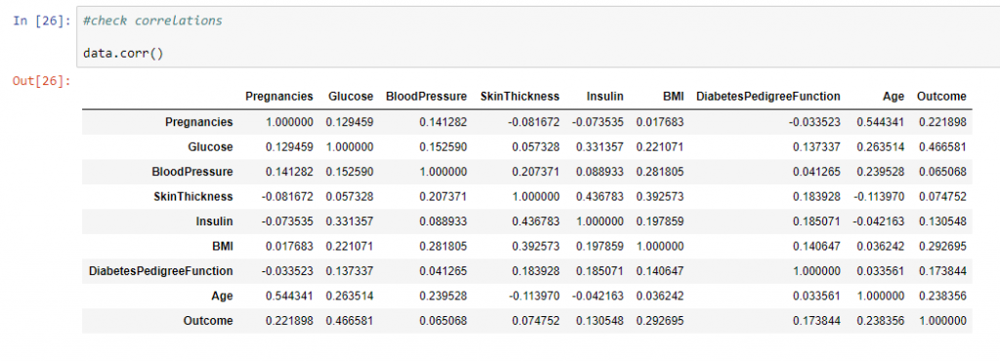 In [26]: #check correlations
data.corr()
Out[26]:
Pregnancies Glucose BloodPressure SkinThickness Insulin BMI DiabetesPedigreeFunction Age Outcome
Pregnancies 1.000000 0.129459 0.141282 -0.081672 -0.073535 0.017683 -0.033523 0.544341 0.221898
Glucose 0.129459 1.000000 0.152590 0.057328 0.331357 0.221071 0.137337 0.263514 0.466581
BloodPressure 0.141282 0.152590 1.000000 0.207371 0.088933 0.281805 0.041265 0.239528 0.065068
SkinThickness -0.081672 0.057328 0.207371 1.000000 0.436783 0.392573 0.183928 -0.113970 0.074752
Insulin -0.073535 0.331357 0.088933 0.436783 1.000000 0.197859 0.185071 -0.042163 0.130548
BMI 0.017683 0.221071 0.281805 0.392573 0.197859 1.000000 0.140647 0.036242 0.292695
DiabetesPedigreeFunction -0.033523 0.137337 0.041265 0.183928 0.185071 0.140647 1.000000 0.033561 0.173844
Age 0.544341 0.263514 0.239528 -0.113970 -0.042163 0.036242 0.033561 1.000000 0.238356
Outcome 0.221898 0.466581 0.065068 0.074752 0.130548 0.292695 0.173844 0.238356 1.000000